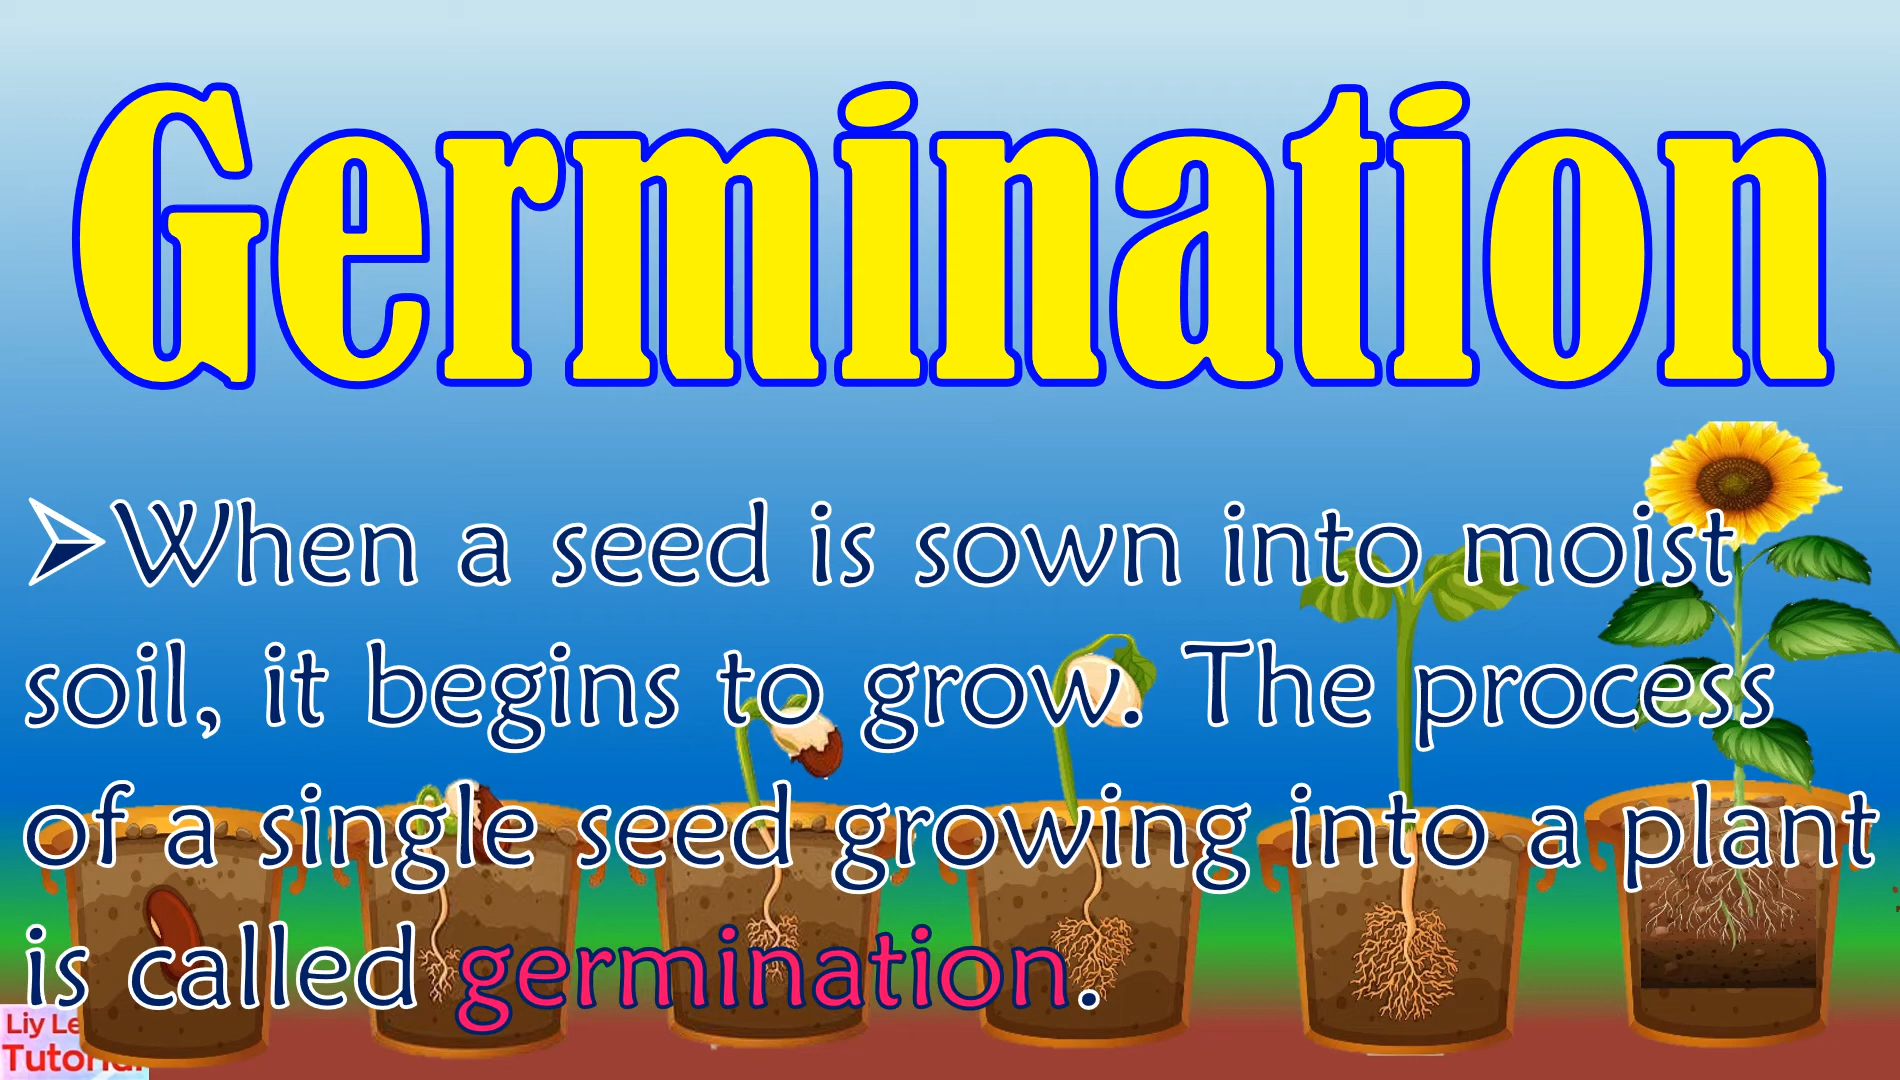 Germination
➢When a seed is sown into moist
soil, it begins to grow. The process
of a single seed growing into a plant
is called germination.
Liy